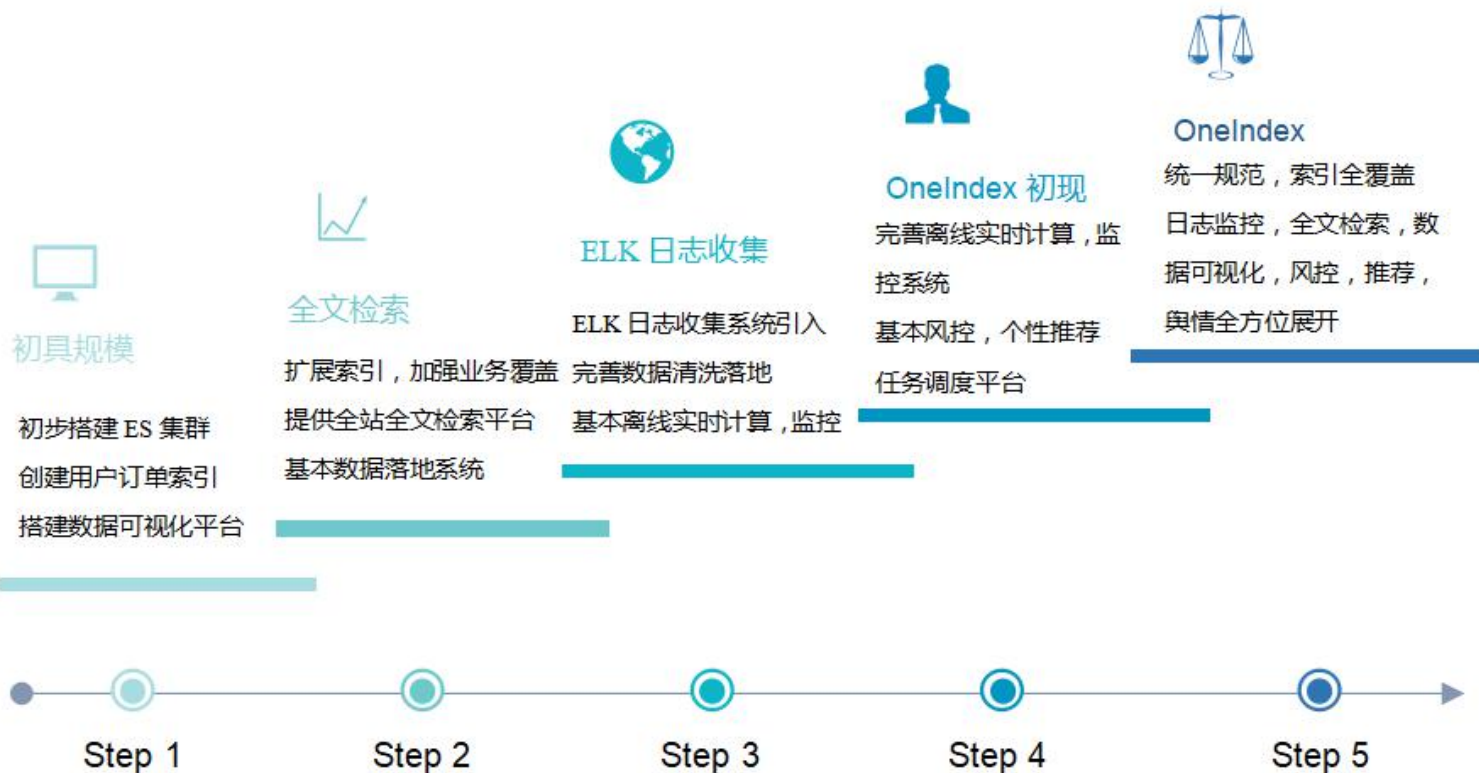 初具规模
初步搭建 ES 集群
创建用户订单索引
搭建数据可视化平台
全文检索
扩展索引，加强业务覆盖
提供全站全文检索平台
基本数据落地系统
ELK 日志收集
ELK 日志收集系统引入
完善数据清洗落地
基本离线实时计算，监控
OneIndex 初现
完善离线实时计算，监
控系统
基本风控，个性推荐
任务调度平台
OneIndex
统一规范，索引全覆盖
日志监控，全文检索，数
据可视化，风控，推荐，
舆情全方位展开
Step 1
Step 2
Step 3
Step 4
Step 5